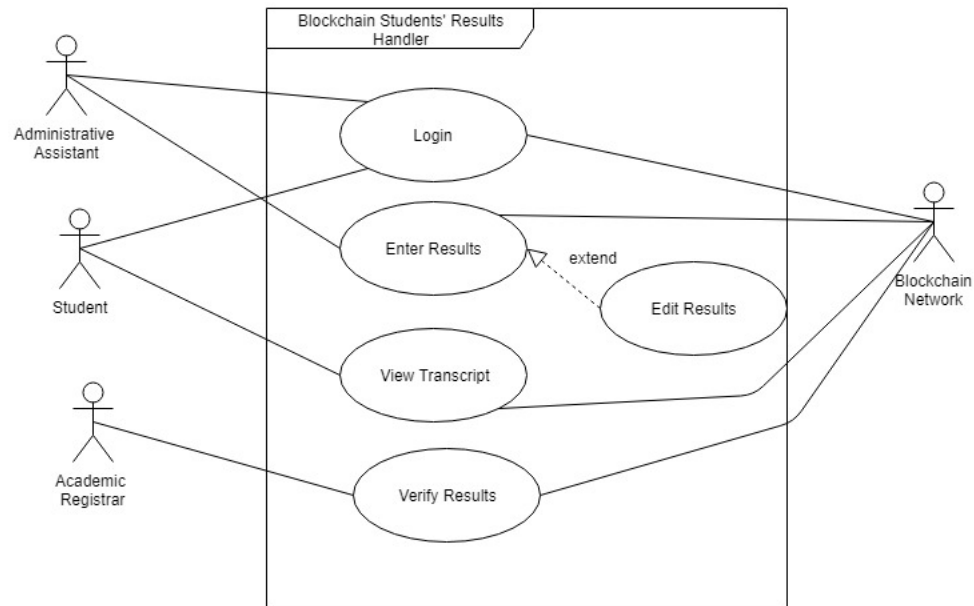 Blockchain Students' Results
Handler
Administrative
Assistant
Login
Student
Enter Results
extend
Edit Results
Blockchain
Network
View Transcript
Academic
Registrar
Verify Results